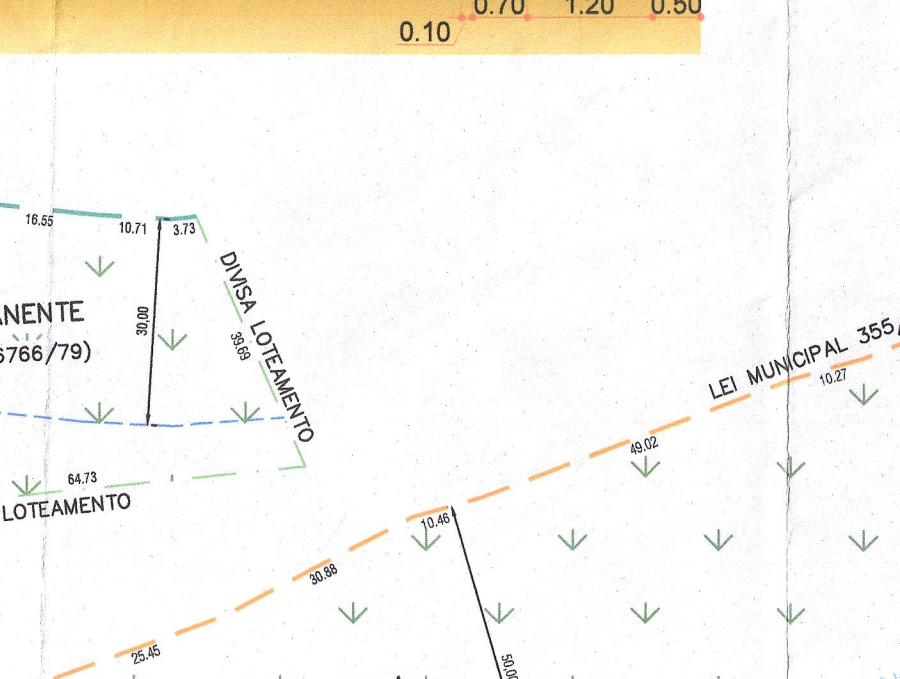 0.70 1.20 0.50
0.10
16.55
10.71
3.73
DIVISA LOTEAMENTO
39.69
30,00
ANENTE
6766/79)
64.73
LOTEAMENTO
LEI MUNICIPAL 355/
10.27
49.02
10.46
30.88
25.45
50,00